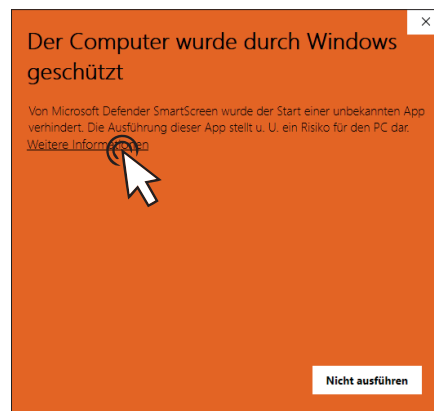 Der Computer wurde durch Windows
geschützt
Von Microsoft Defender SmartScreen wurde der Start einer unbekannten App
verhindert. Die Ausführung dieser App stellt u. U. ein Risiko für den PC dar.
Weitere Informationen
Nicht ausführen